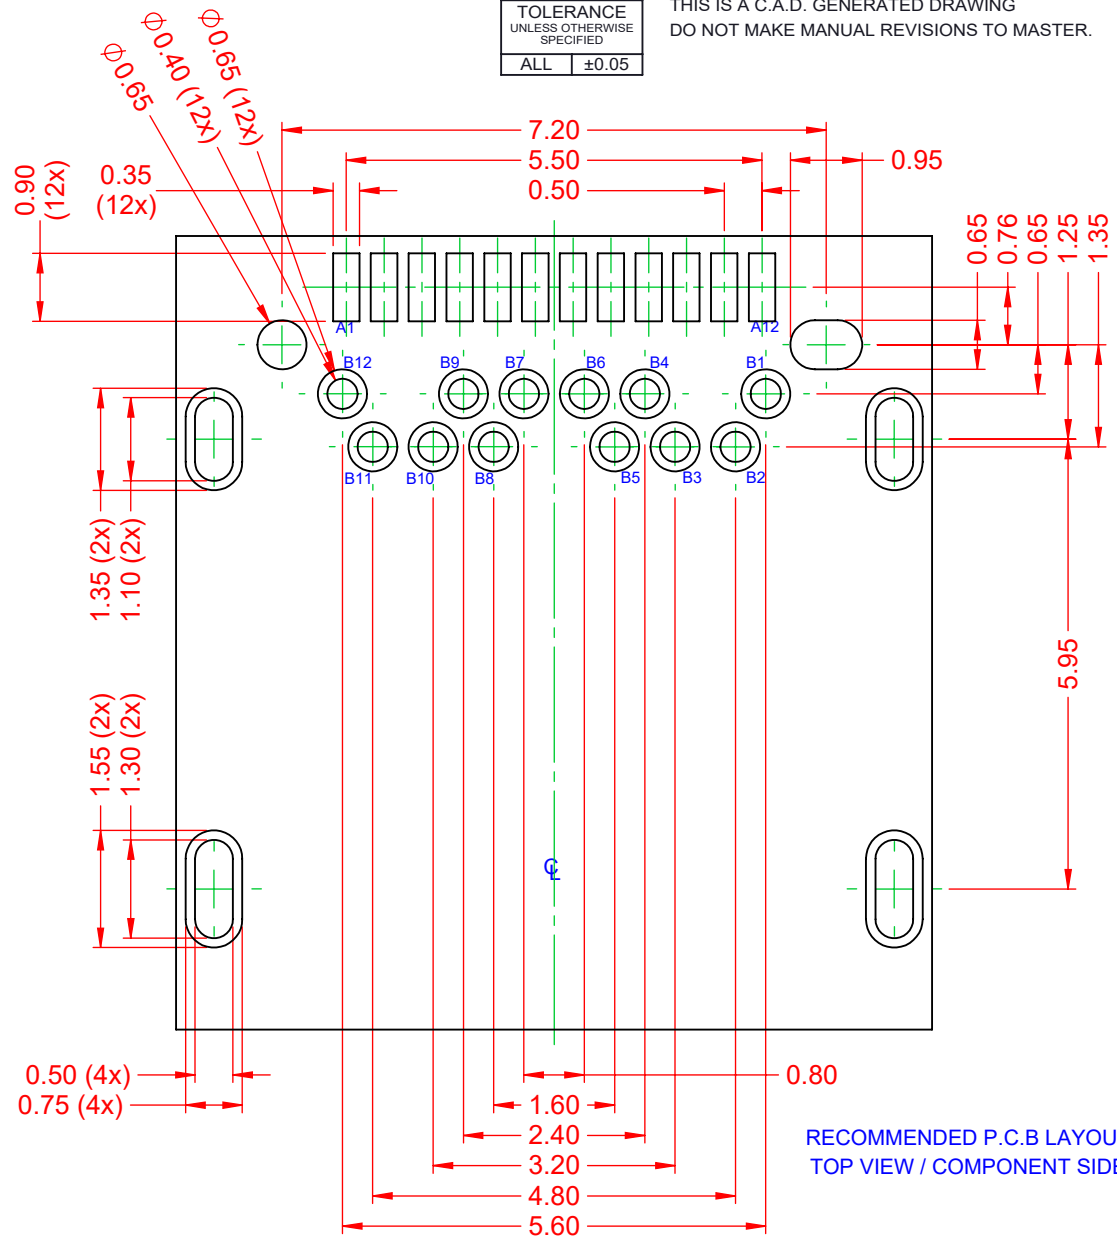 THIS IS A C.A.D. GENERATED DRAWING
DO NOT MAKE MANUAL REVISIONS TO MASTER.
TOLERANCE
UNLESS OTHERWISE
SPECIFIED
ALL ±0.05
∅0.65
∅0.40 (12x)
∅0.65 (12x)
7.20
5.50
0.50
0.95
0.90
(12x)
0.35
(12x)
0.65
0.76
0.65
1.25
1.35
A1
A12
B12
B9
B7
B6
B4
B1
B11
B10
B8
B5
B3
B2
1.35 (2x)
1.10 (2x)
5.95
1.55 (2x)
1.30 (2x)
CL
0.50 (4x)
0.75 (4x)
0.80
1.60
2.40
3.20
4.80
5.60
RECOMMENDED P.C.B LAYOU
TOP VIEW / COMPONENT SIDE